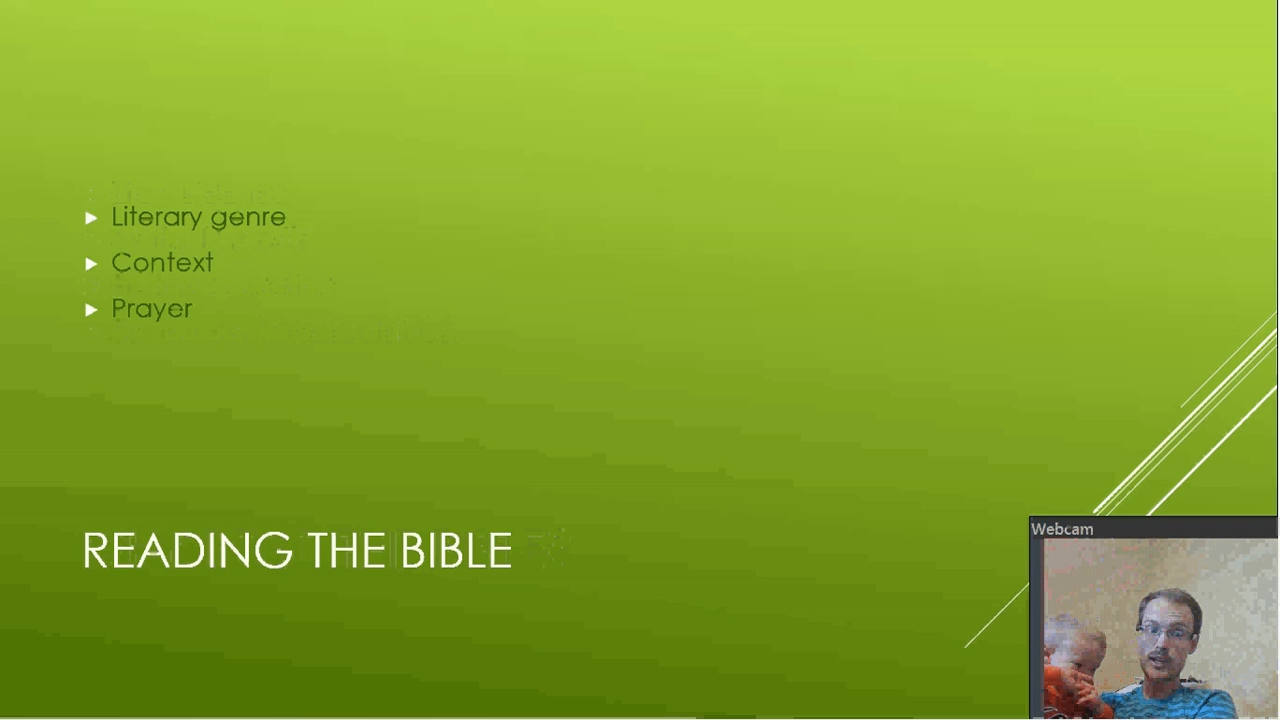 Literary genre
Context
Prayer
READING THE BIBLE
Webcam